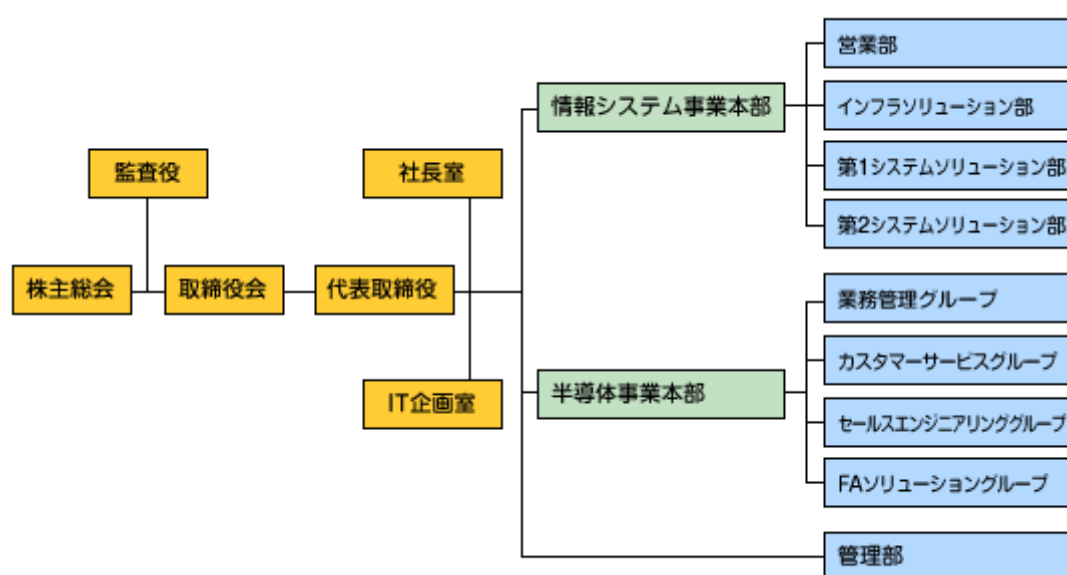 監査役
株主総会
取締役会
代表取締役
社長室
IT企画室
情報システム事業本部
営業部
インフラソリューション部
第1システムソリューション部
第2システムソリューション部
半導体事業本部
業務管理グループ
カスタマーサービスグループ
セールスエンジニアリンググループ
FAソリューショングループ
管理部